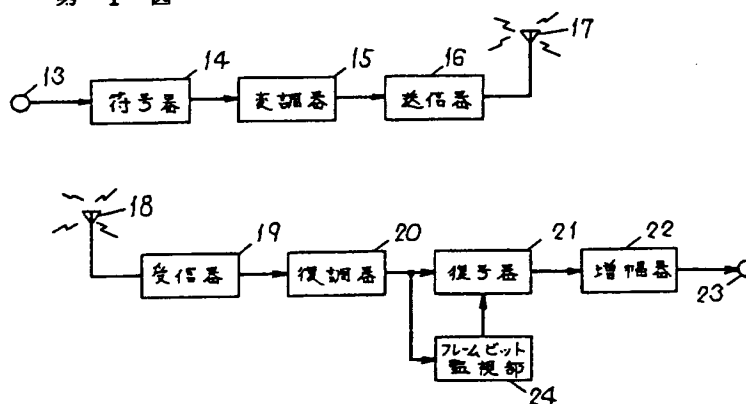 第 1 図
13
14
15
16
17
符号器
変調器
送信器
18
19
20
21
22
受信器
復調器
復号器
増幅器
23
フレームビット
監視部
24